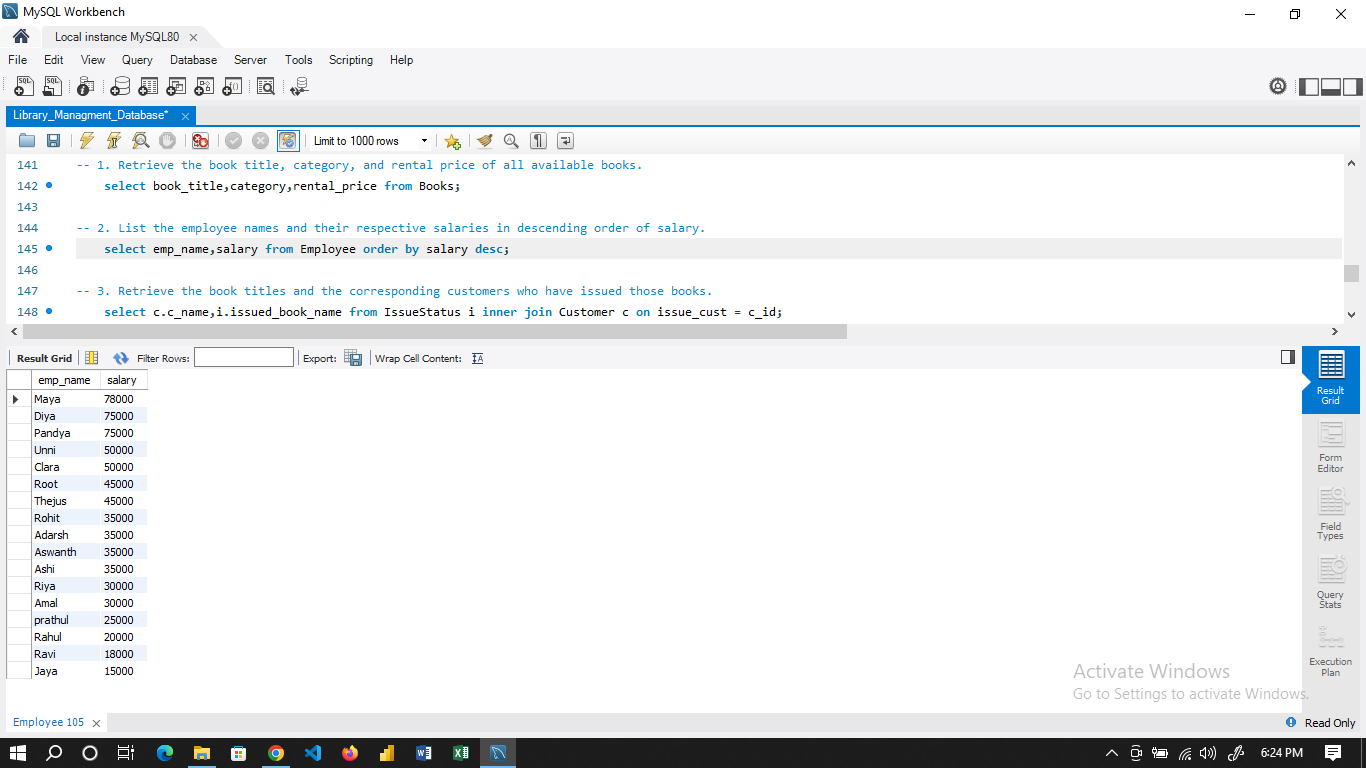 MySQL Workbench
Local instance MySQL80
File Edit View Query Database Server Tools Scripting Help
Library_Managment_Database*
Limit to 1000 rows
141 -- 1. Retrieve the book title, category, and rental price of all available books.
142 select book_title,category,rental_price from Books;
143
144 -- 2. List the employee names and their respective salaries in descending order of salary.
145 select emp_name,salary from Employee order by salary desc;
146
147 -- 3. Retrieve the book titles and the corresponding customers who have issued those books.
148 select c.c_name,i.issued_book_name from IssueStatus i inner join Customer c on issue_cust = c_id;
Result Grid Filter Rows: Export: Wrap Cell Content:
emp_name salary
Maya 78000
Diya 75000
Pandya 75000
Unni 50000
Clara 50000
Root 45000
Thejus 45000
Rohit 35000
Adarsh 35000
Aswanth 35000
Ashi 35000
Riya 30000
Amal 30000
prathul 25000
Rahul 20000
Ravi 18000
Jaya 15000
Result
Grid
Form
Editor
Field
Types
Query
Stats
Execution
Plan
Activate Windows
Go to Settings to activate Windows.
Employee 105
Read Only
6:24 PM